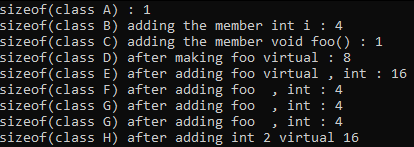 sizeof(class A) : 1
sizeof(class B) adding the member int i : 4
sizeof(class C) adding the member void foo() : 1
sizeof(class D) after making foo virtual : 8
sizeof(class E) after adding foo virtual , int : 16
sizeof(class F) after adding foo  , int : 4
sizeof(class G) after adding foo  , int : 4
sizeof(class G) after adding foo  , int : 4
sizeof(class H) after adding int 2 virtual 16